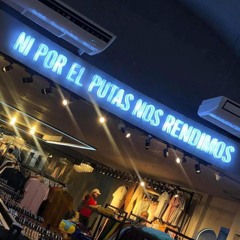 NI POR EL PUTAS NOS RENDIMOS